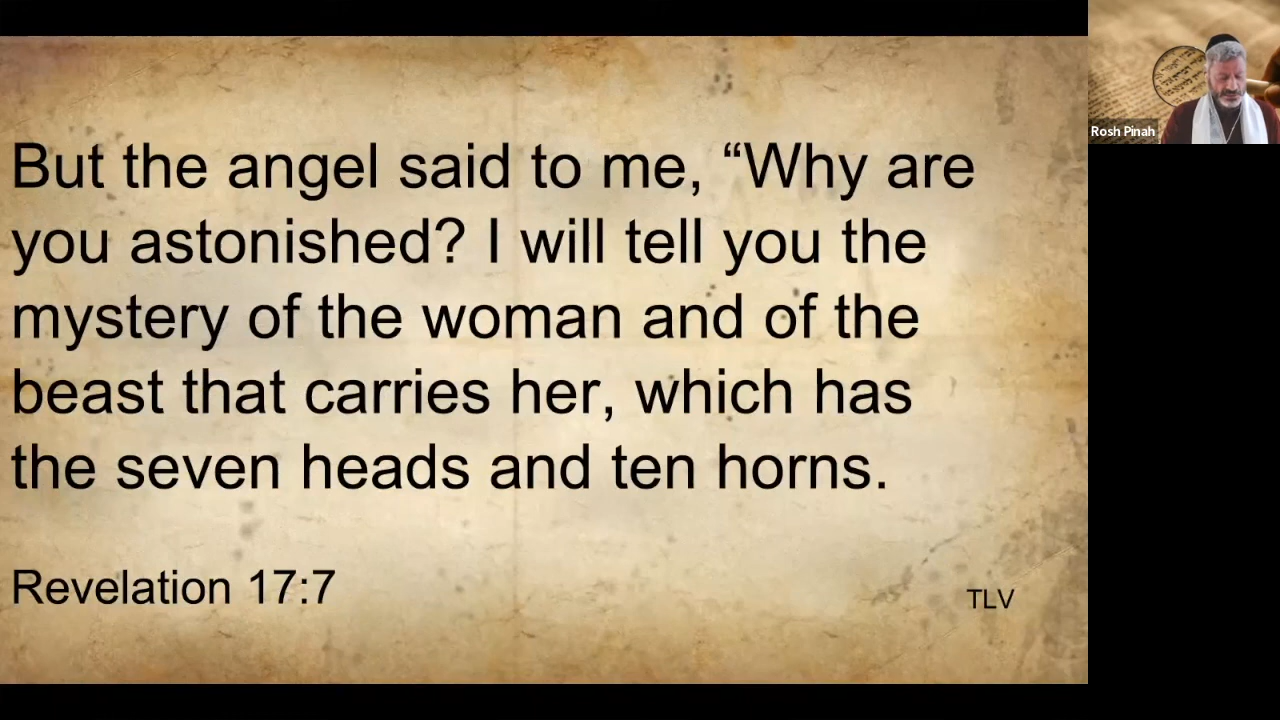 But the angel said to me, “Why are
you astonished? I will tell you the
mystery of the woman and of the
beast that carries her, which has
the seven heads and ten horns.
Revelation 17:7
TLV
Rosh Pinah